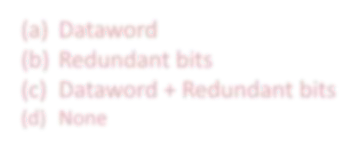 (a) Dataword
(b) Redundant bits
(c) Dataword + Redundant bits
(d) None